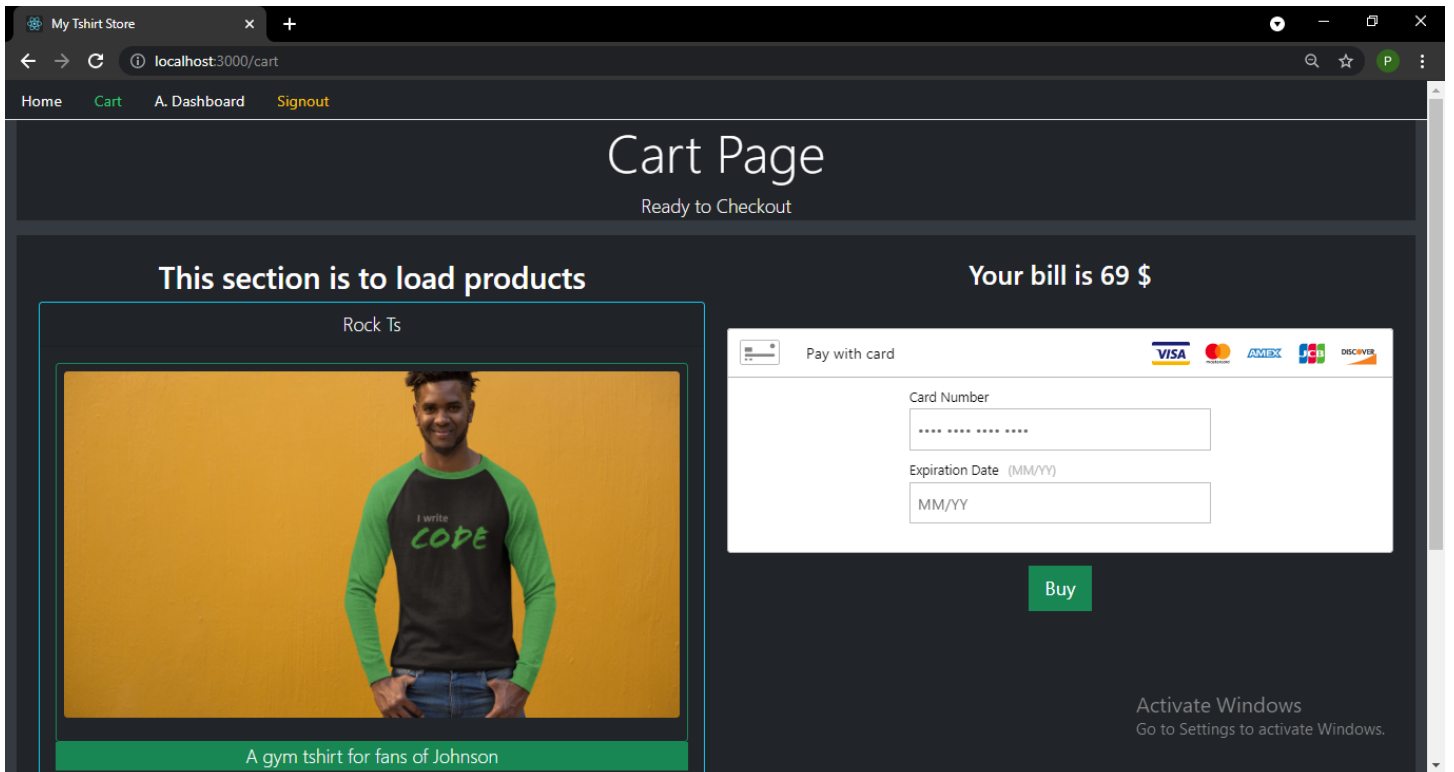 My Tshirt Store
localhost:3000/cart
P
Home Cart A. Dashboard Signout
Cart Page
Ready to Checkout
This section is to load products
Rock Ts
I write
CODE
A gym tshirt for fans of Johnson
Your bill is 69 $
Pay with card
VISA
AMEX
JCB
DISCOVER
Card Number
•••• •••• •••• ••••
Expiration Date (MM/YY)
MM/YY
Buy
Activate Windows
Go to Settings to activate Windows.